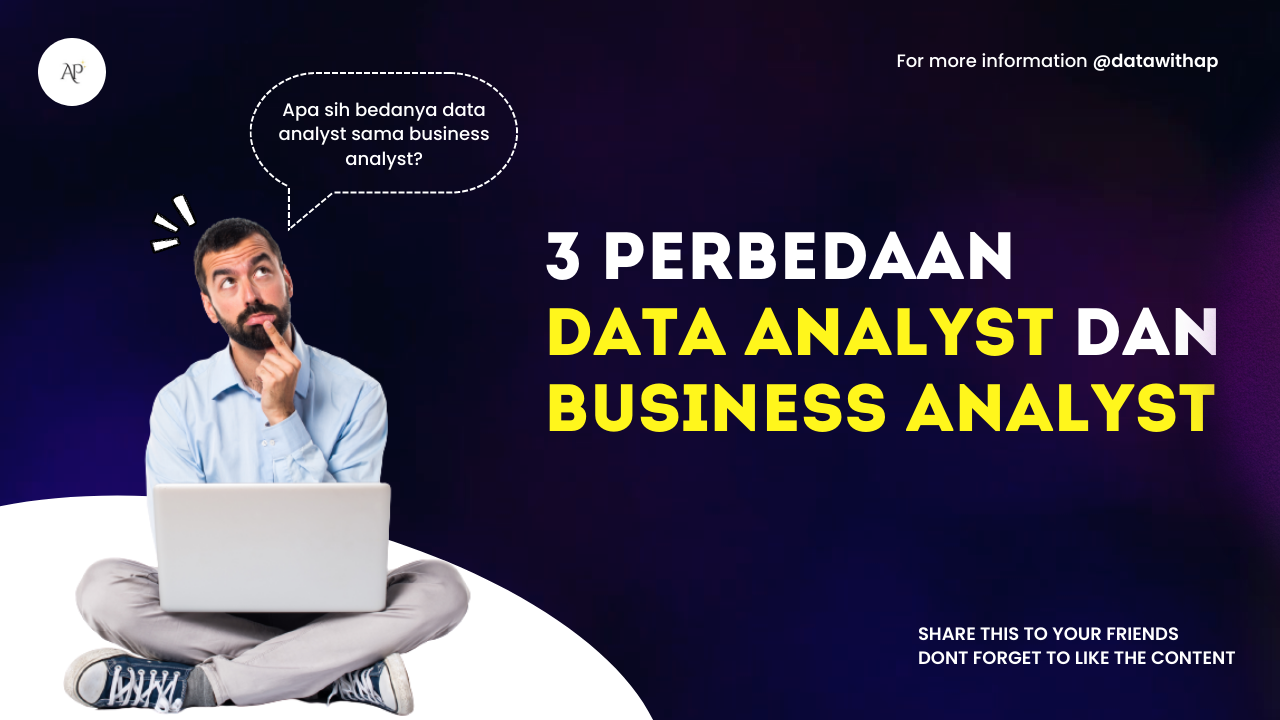 AP
For more information @datawithap
Apa sih bedanya data
analyst sama business
analyst?
3 PERBEDAAN
DATA ANALYST DAN
BUSINESS ANALYST
SHARE THIS TO YOUR FRIENDS
DONT FORGET TO LIKE THE CONTENT